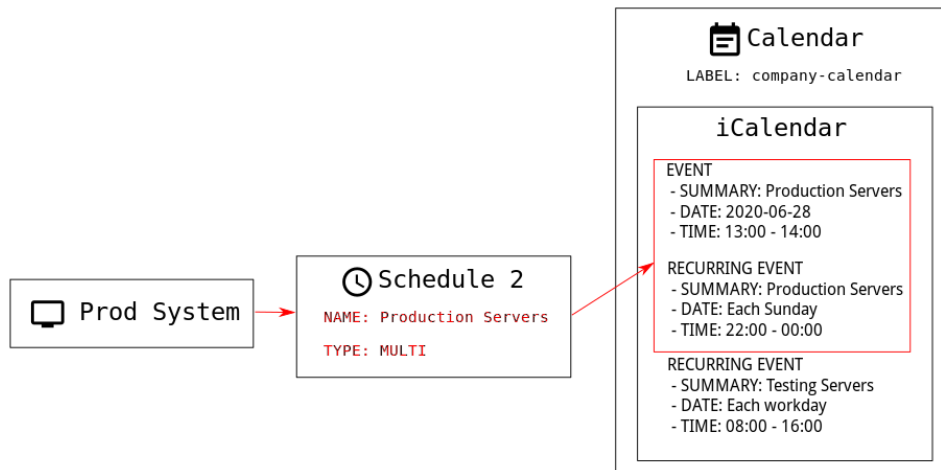 Prod System
Schedule 2
NAME: Production Servers
TYPE: MULTI
Calendar
LABEL: company-calendar
iCalendar
EVENT
- SUMMARY: Production Servers
- DATE: 2020-06-28
- TIME: 13:00 - 14:00
RECURRING EVENT
- SUMMARY: Production Servers
- DATE: Each Sunday
- TIME: 22:00 - 00:00
RECURRING EVENT
- SUMMARY: Testing Servers
- DATE: Each workday
- TIME: 08:00 - 16:00